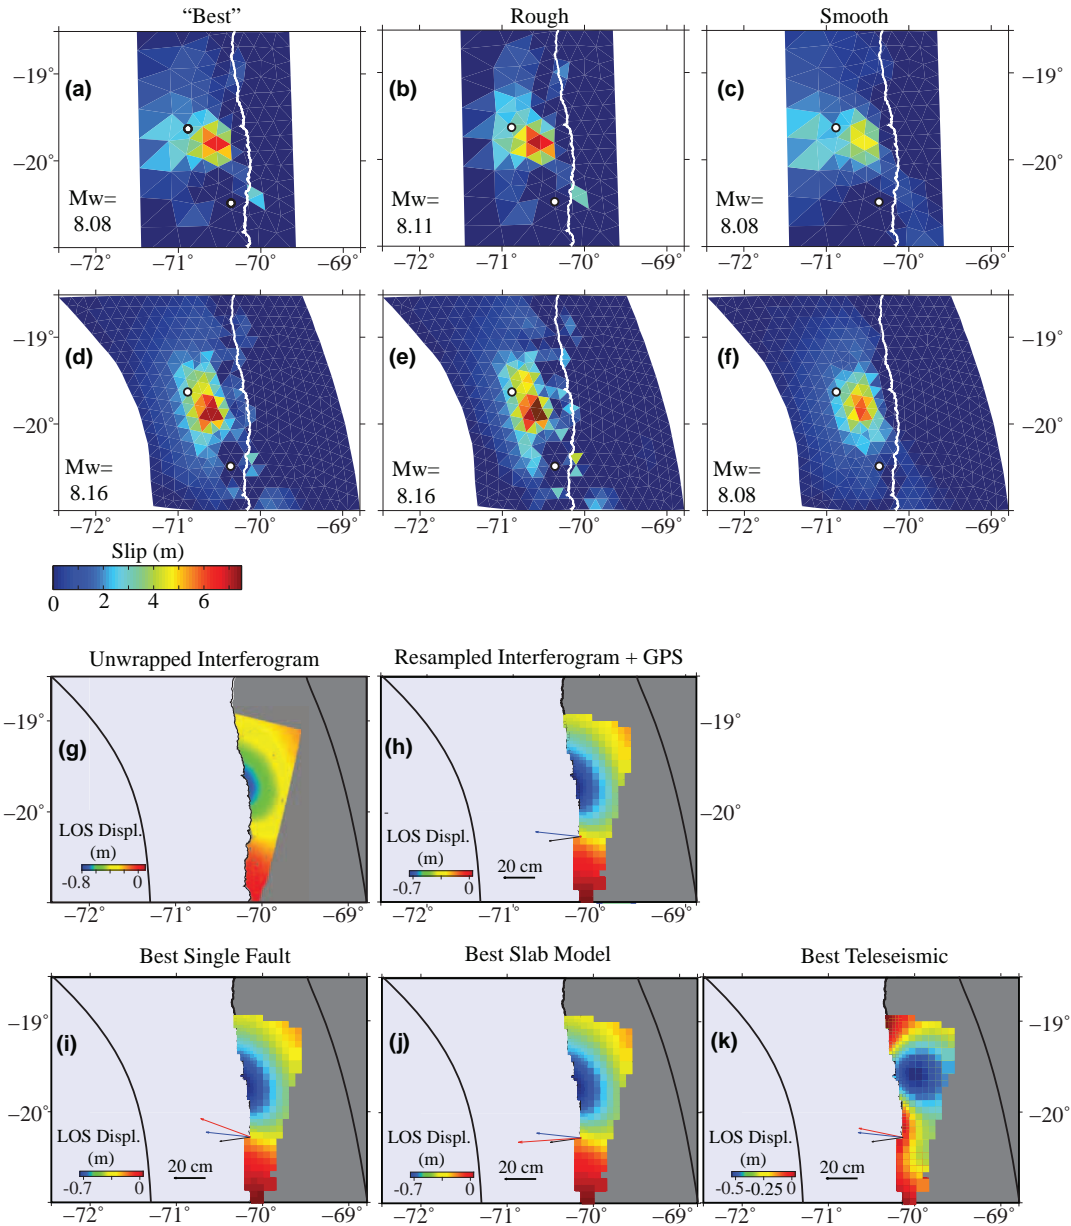 “Best”
Rough
Smooth
−19°
−20°
(a)
Mw=
8.08
(b)
Mw=
8.11
(c)
Mw=
8.08
−19°
−20°
−72°
−71°
−70°
−69°
−72°
−71°
−70°
−69°
−72°
−71°
−70°
−69°
−19°
−20°
(d)
Mw=
8.16
(e)
Mw=
8.16
(f)
Mw=
8.08
−19°
−20°
−72°
−71°
−70°
−69°
−72°
−71°
−70°
−69°
−72°
−71°
−70°
−69°
Slip (m)
0
2
4
6
Unwrapped Interferogram
Resampled Interferogram + GPS
−19°
−20°
(g)
LOS Displ.
(m)
-0.8
0
(h)
LOS Displ.
(m)
-0.7
0
20 cm
−19°
−20°
−72°
−71°
−70°
−69°
−72°
−71°
−70°
−69°
Best Single Fault
Best Slab Model
Best Teleseismic
−19°
−20°
(i)
LOS Displ.
(m)
-0.7
0
20 cm
(j)
LOS Displ.
(m)
-0.7
0
20 cm
(k)
LOS Displ.
(m)
-0.5
-0.25
0
20 cm
−19°
−20°
−72°
−71°
−70°
−69°
−72°
−71°
−70°
−69°
−72°
−71°
−70°
−69°